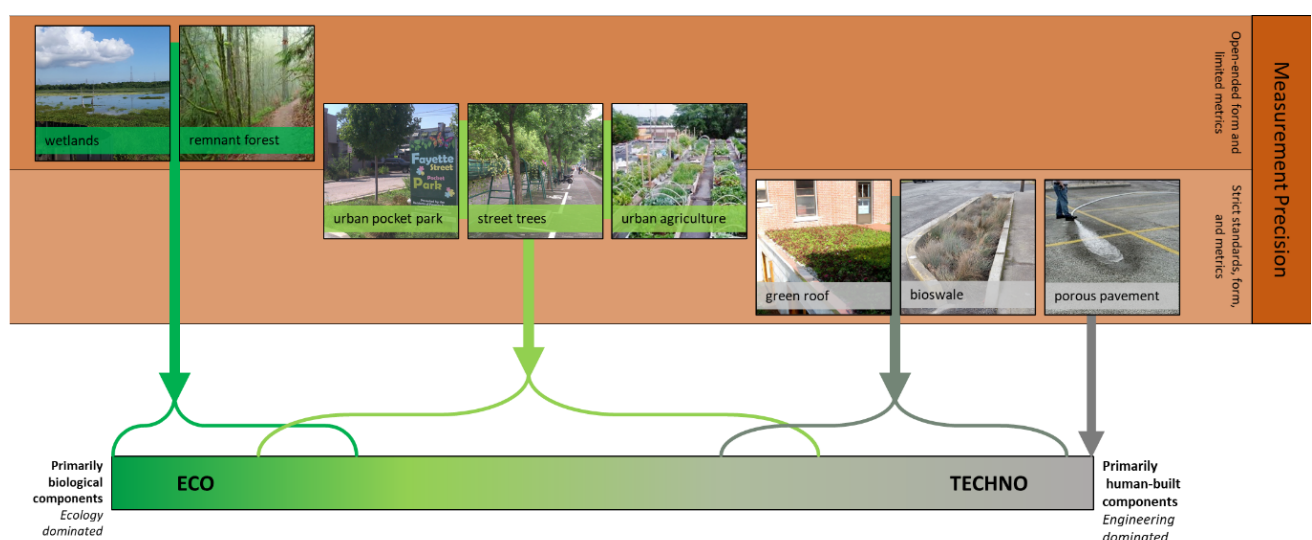 wetlands
remnant forest
urban pocket park
street trees
urban agriculture
Fayette
Street
Park
green roof
bioswale
porous pavement
Open-ended form and
limited metrics
Strict standards, form,
and metrics
Measurement Precision
Primarily
biological
components
Ecology
dominated
ECO
TECHNO
Primarily
human-built
components
Engineering
dominated